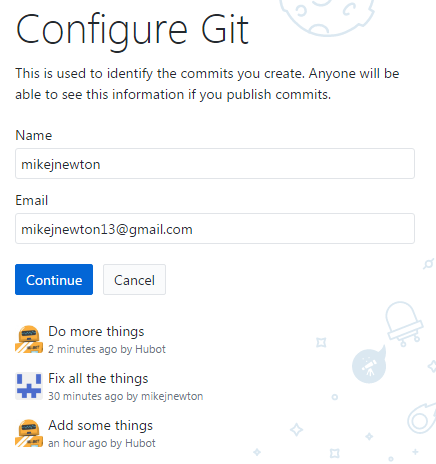 Configure Git
This is used to identify the commits you create. Anyone will be
able to see this information if you publish commits.
Name
mikejnewton
Email
mikejnewton13@gmail.com
Continue Cancel
Do more things
2 minutes ago by Hubot
Fix all the things
30 minutes ago by mikejnewton
Add some things
an hour ago by Hubot